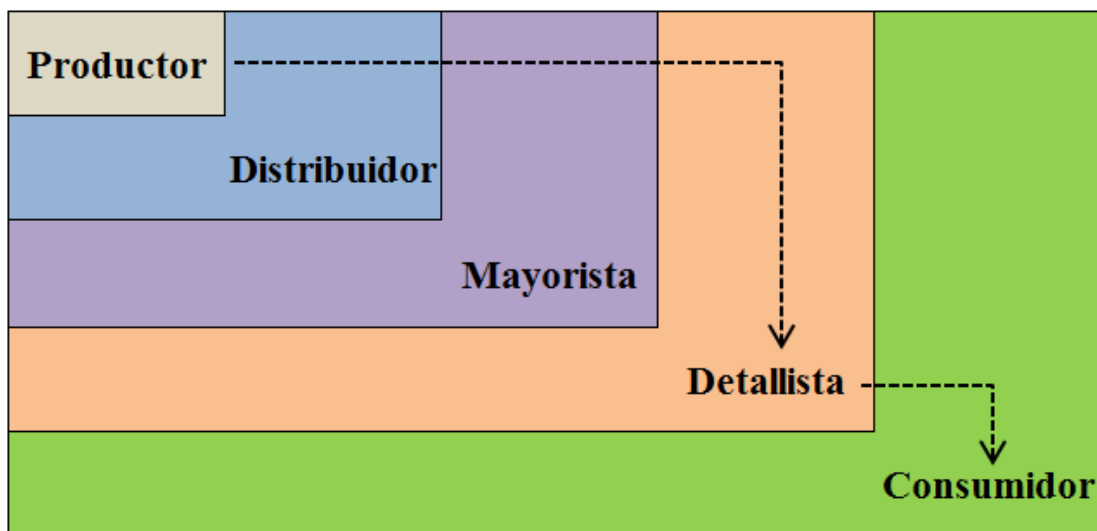 Productor
Distribuidor
Mayorista
Detallista
Consumidor